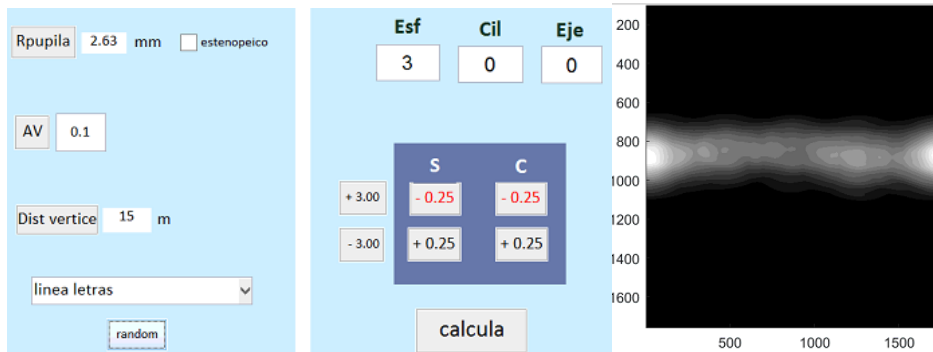 Rpupila 2.63 mm estenopeico
AV 0.1
Dist vertice 15 m
linea letras
random
Esf Cil Eje
3 0 0
S C
+ 3.00 - 0.25 - 0.25
- 3.00 + 0.25 + 0.25
calcula
200
400
600
800
1000
1200
1400
1600
500 1000 1500